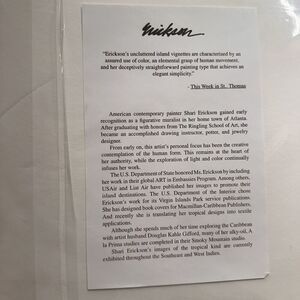 Erickson
"Erickson's uncluttered island vignettes are characterised by an
assured use of color, an elemental grasp of human movement,
and her deceptively straightforward painting type that achieves an
elegant simplicity."
- This Week in St. Thomas
American contemporary painter Shari Erickson gained early
recognition as a figurative muralist in her home town of Atlanta.
After graduating with honors from The Ringling School of Art, she
became an accomplished drawing instructor, potter, and jewelry
designer.
From early on, this artist's personal focus has been the creative
contemplation of the human form. This remains at the heart of
her authority, while the exploration of light and color continually
infuses her work.
The U.S. Department of State honored Ms. Erickson by including
her work in their global ART in Embassies Program. Among others,
USAir and Liat Air have published her images to promote their
island destinations. The U.S. Department of the Interior chose
Erickson's work for its Virgin Islands Park service publications.
She has designed book covers for Macmillan-Caribbean Publishers.
And recently she is translating her tropical designs into textile
applications.
Although she spends much of her time exploring the Caribbean
with artist husband Douglas Kahle Gifford, many of her silky oil, A
la Prima studies are completed in their Smoky Mountain studio.
Shari Erickson's images of the tropical kind are currently
exhibited throughout the Southeast and West Indies.